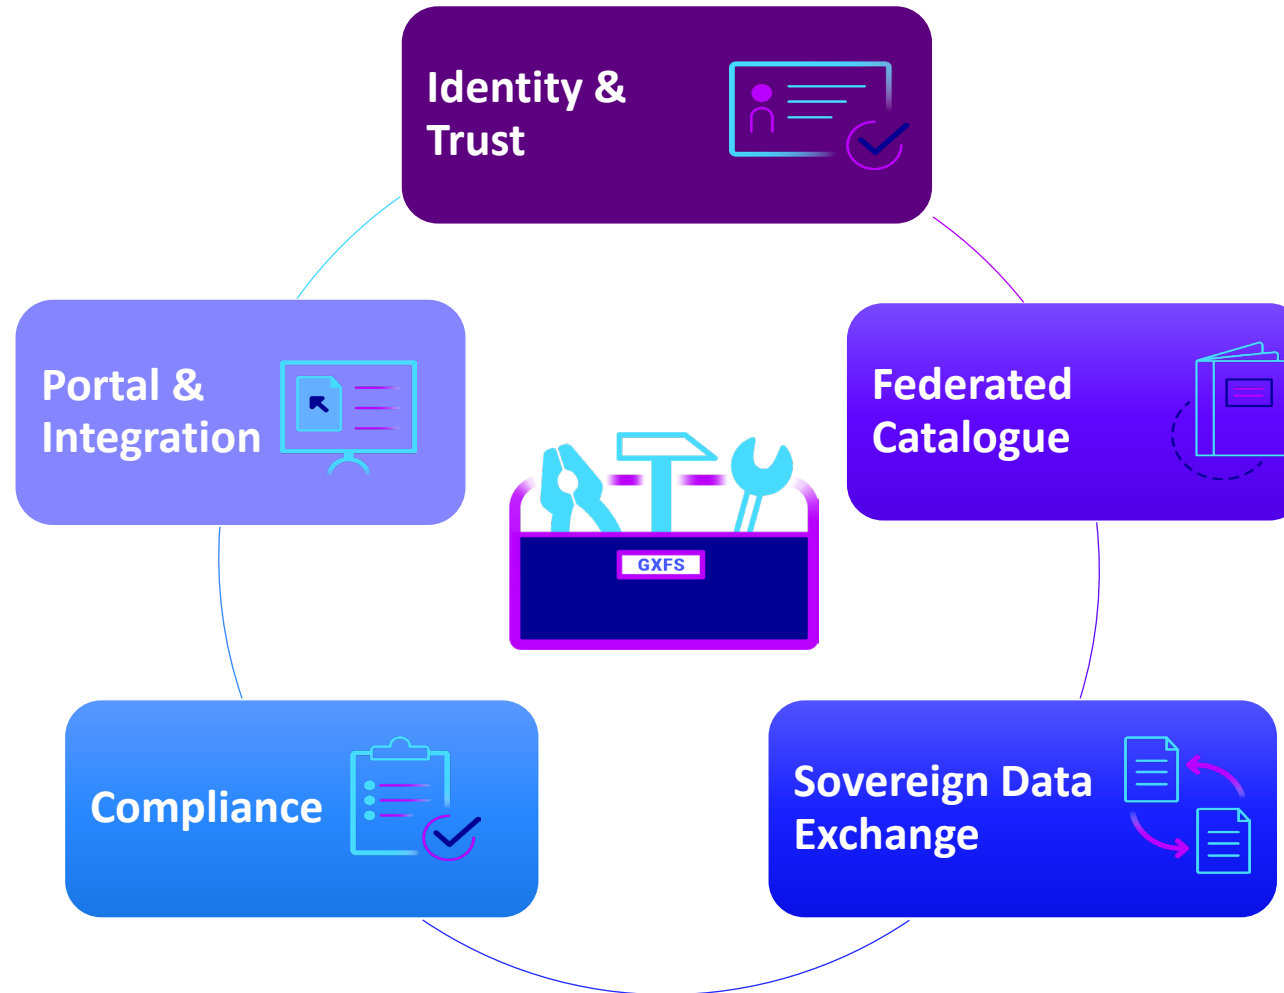 Identity &
Trust
Portal &
Integration
Federated
Catalogue
GXFS
Compliance
Sovereign Data
Exchange